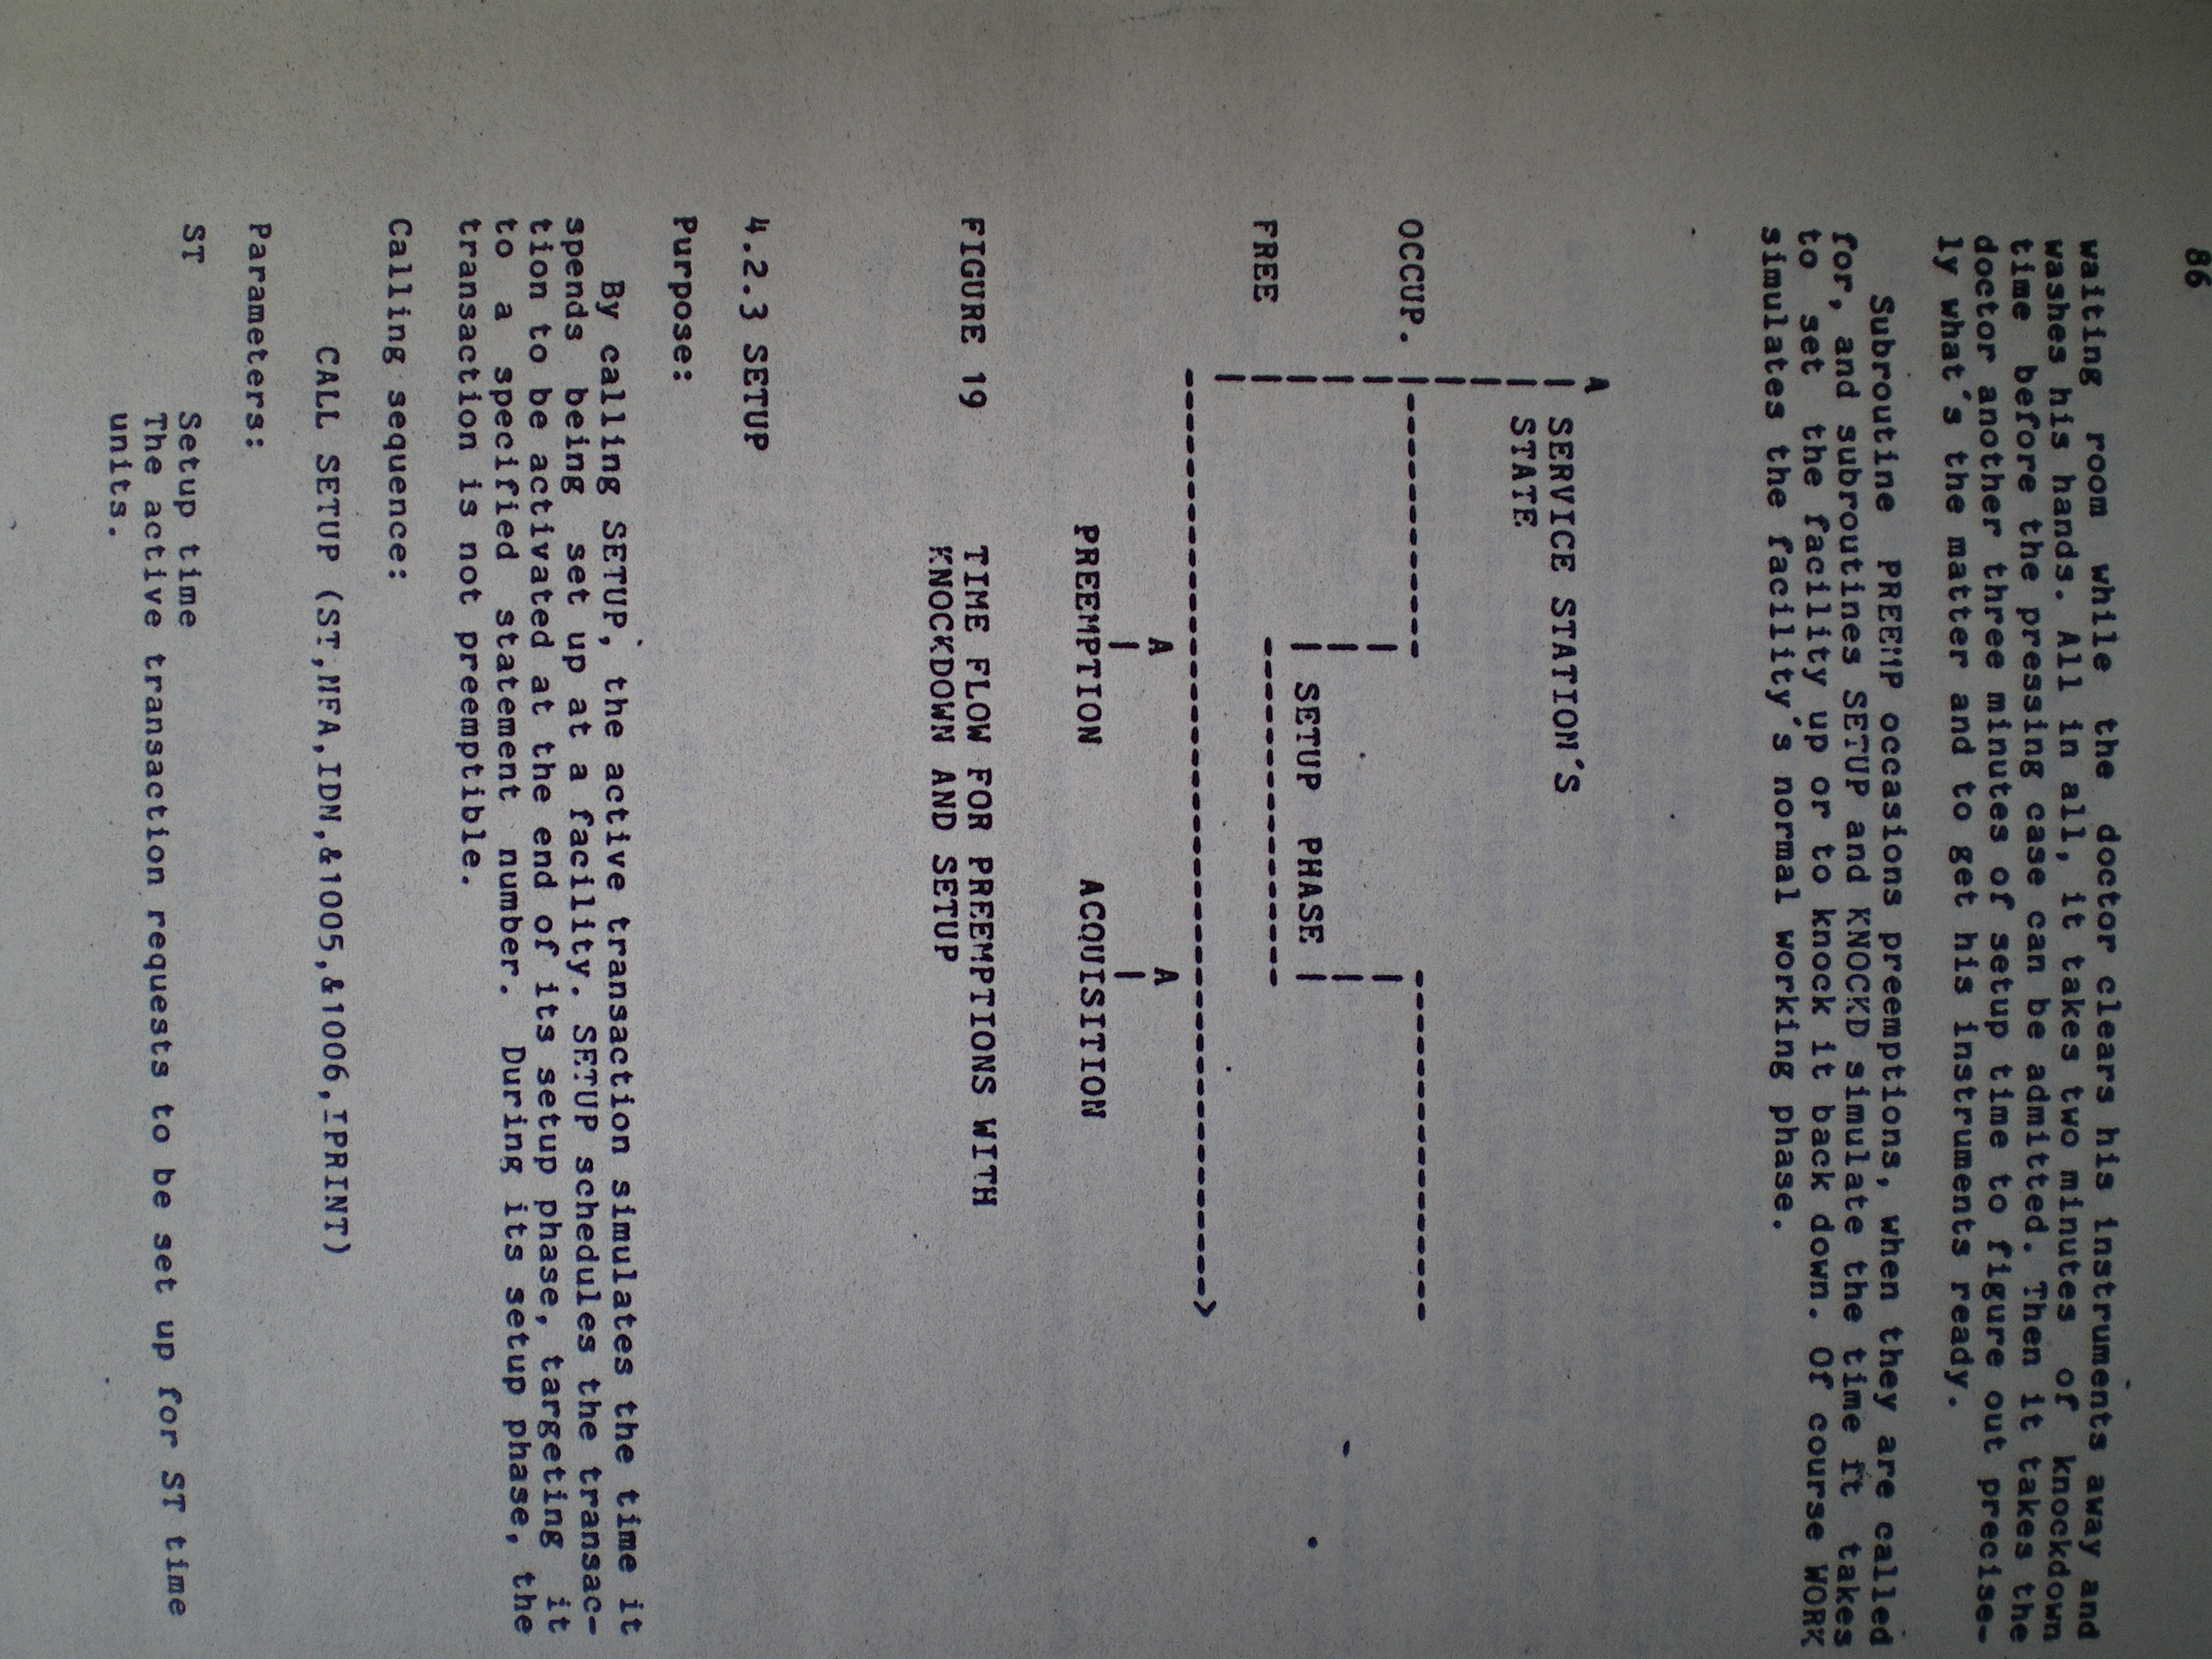 86
waiting room while the doctor clears his instruments away and
washes his hands. All in all, it takes two minutes of knockdown
time before the pressing case can be admitted. Then it takes the
doctor another three minutes of setup time to figure out precise-
ly what's the matter and to get his instruments ready.
Subroutine PREEMP occasions preemptions, when they are called
for, and subroutines SETUP and KNOCKD simulate the time it takes
to set the facility up or to knock it back down. Of course WORK
simulates the facility's normal working phase.
A
SERVICE STATION'S
STATE
OCCUP.
SETUP PHASE
FREE
A A
PREEMPTION ACQUISITION
FIGURE 19 TIME FLOW FOR PREEMPTIONS WITH
KNOCKDOWN AND SETUP
4.2.3 SETUP
Purpose:
By calling SETUP, the active transaction simulates the time it
spends being set up at a facility. SETUP schedules the transac-
tion to be activated at the end of its setup phase, targeting it
to a specified statement number. During its setup phase, the
transaction is not preemptible.
Calling sequence:
CALL SETUP (ST,NFA,IDN,&1005,&1006,IPRINT)
Parameters:
ST Setup time
The active transaction requests to be set up for ST time
units.